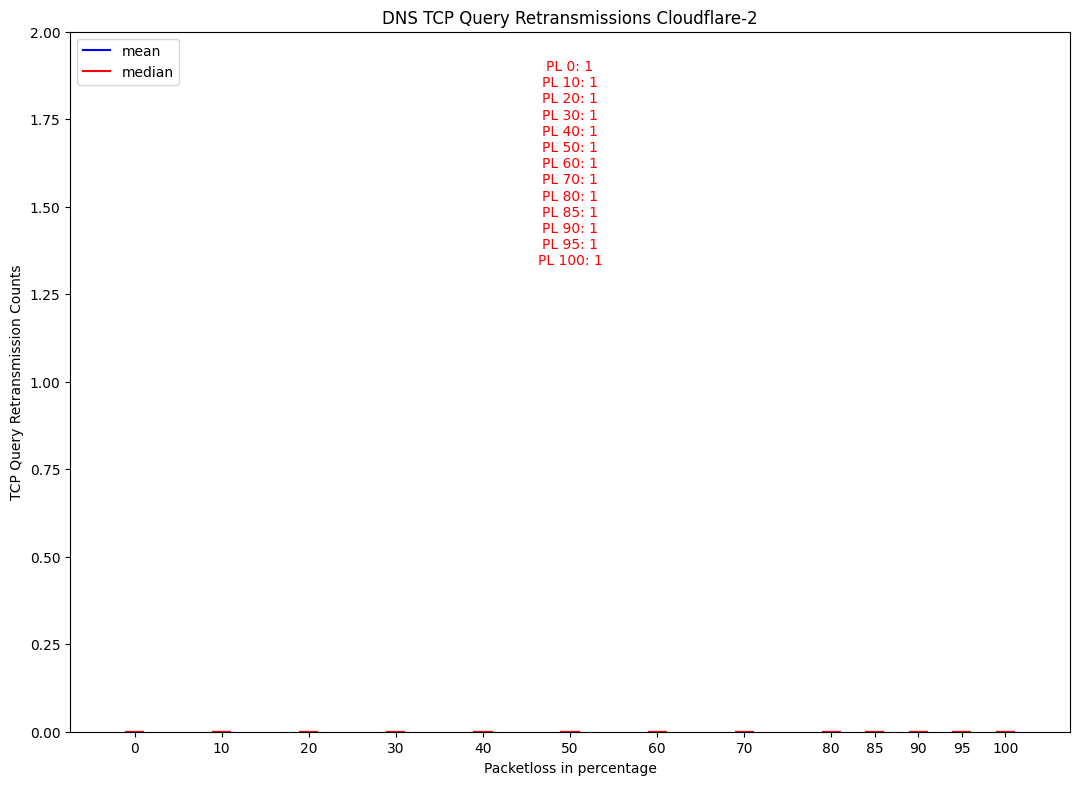 DNS TCP Query Retransmissions Cloudflare-2
mean
median
PL 0: 1
PL 10: 1
PL 20: 1
PL 30: 1
PL 40: 1
PL 50: 1
PL 60: 1
PL 70: 1
PL 80: 1
PL 85: 1
PL 90: 1
PL 95: 1
PL 100: 1
TCP Query Retransmission Counts
2.00
1.75
1.50
1.25
1.00
0.75
0.50
0.25
0.00
0 10 20 30 40 50 60 70 80 85 90 95 100
Packetloss in percentage